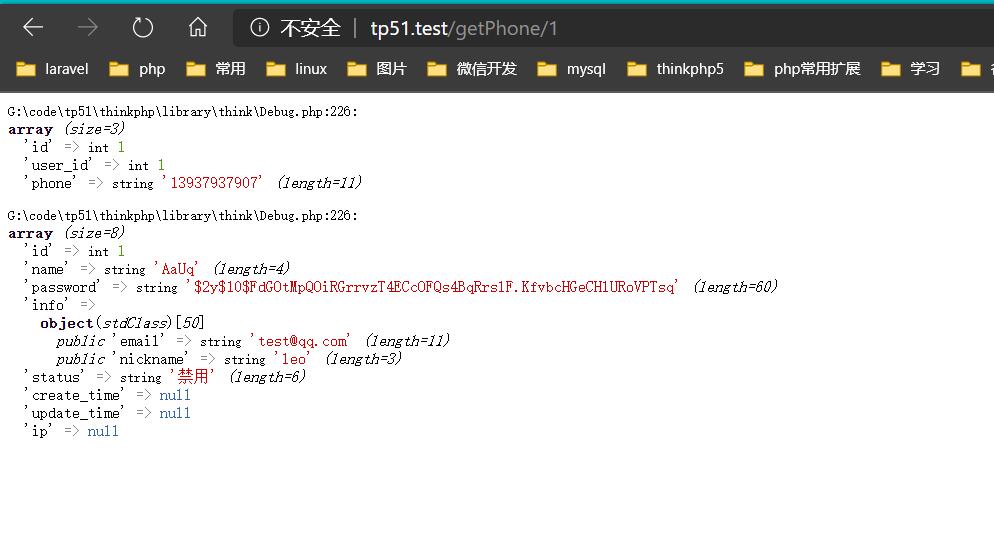 不安全 | tp51.test/getPhone/1
laravel php 常用 linux 图片 微信开发 mysql thinkphp5 php常用扩展 学习
G:\code\tp51\thinkphp\library\think\Debug.php:226:
array (size=3)
'id' => int 1
'user_id' => int 1
'phone' => string '13937937907' (length=11)
G:\code\tp51\thinkphp\library\think\Debug.php:226:
array (size=8)
'id' => int 1
'name' => string 'AaUq' (length=4)
'password' => string '$2y$10$FdGOtMpQOiRGrrvzT4ECcOFQs4BqRrs1F.KfvbcHGeCH1URoVPTsq' (length=60)
'info' =>
object(stdClass)[50]
public 'email' => string 'test@qq.com' (length=11)
public 'nickname' => string 'leo' (length=3)
'status' => string '禁用' (length=6)
'create_time' => null
'update_time' => null
'ip' => null